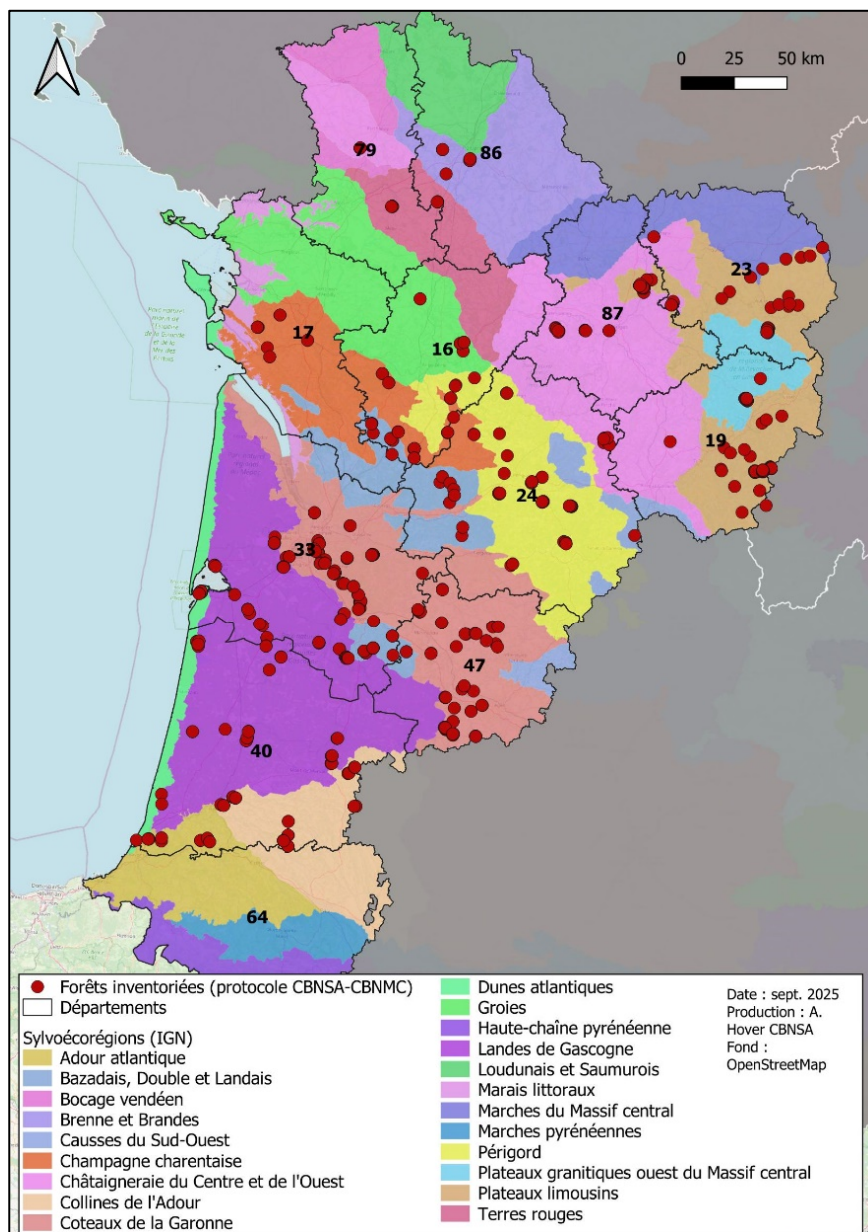 0 25 50 km
79
86
23
87
17
16
19
24
33
47
40
64
Forêts inventoriées (protocole CBNSA-CBNMC)
Départements
Sylvoécorégions (IGN)
Adour atlantique
Bazadais, Double et Landais
Bocage vendéen
Brenne et Brandes
Causses du Sud-Ouest
Champagne charentaise
Châtaigneraie du Centre et de l'Ouest
Collines de l'Adour
Coteaux de la Garonne
Dunes atlantiques
Groies
Haute-chaîne pyrénéenne
Landes de Gascogne
Loudunais et Saumurois
Marais littoraux
Marches du Massif central
Marches pyrénéennes
Périgord
Plateaux granitiques ouest du Massif central
Plateaux limousins
Terres rouges
Date : sept. 2025
Production : A.
Hover CBNSA
Fond :
OpenStreetMap